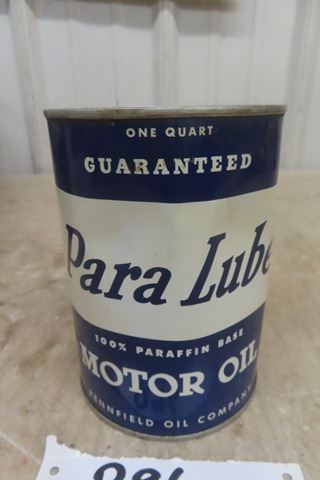 ONE QUART
GUARANTEED
Para Lube
100% PARAFFIN BASE
MOTOR OIL
PENNFIELD OIL COMPANY